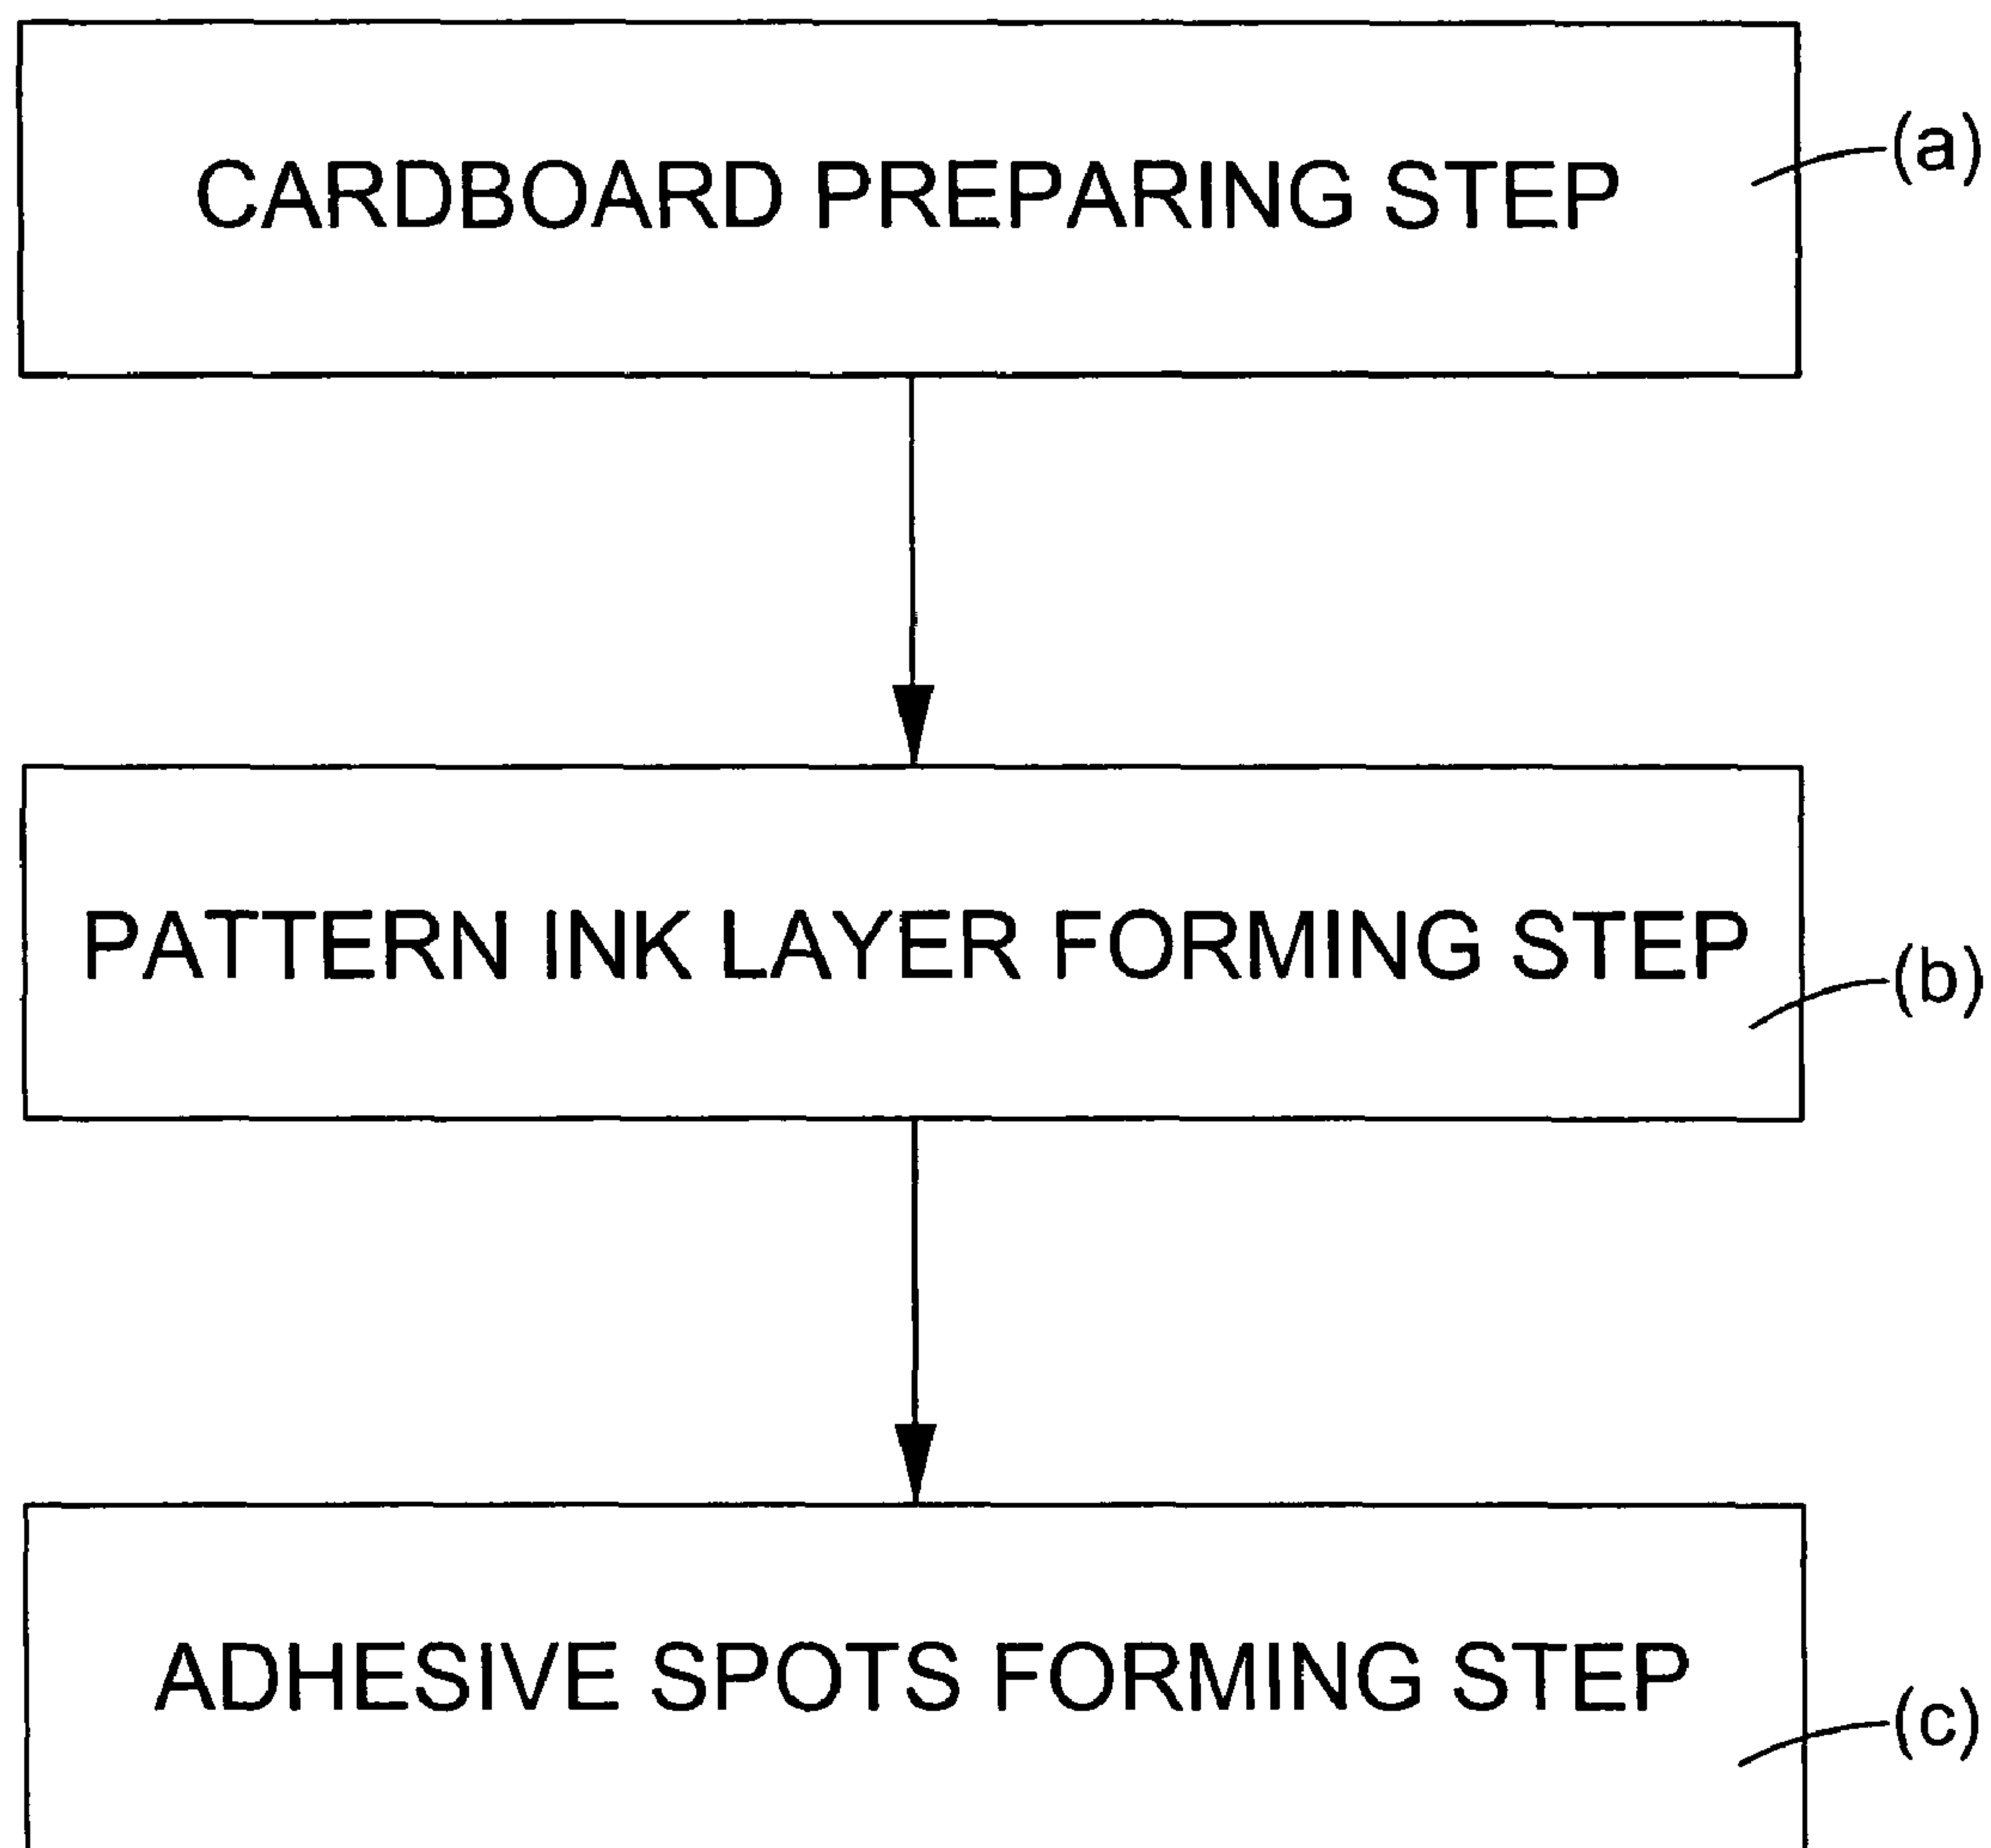 CARDBOARD PREPARING STEP
(a)
PATTERN INK LAYER FORMING STEP
(b)
ADHESIVE SPOTS FORMING STEP
(c)